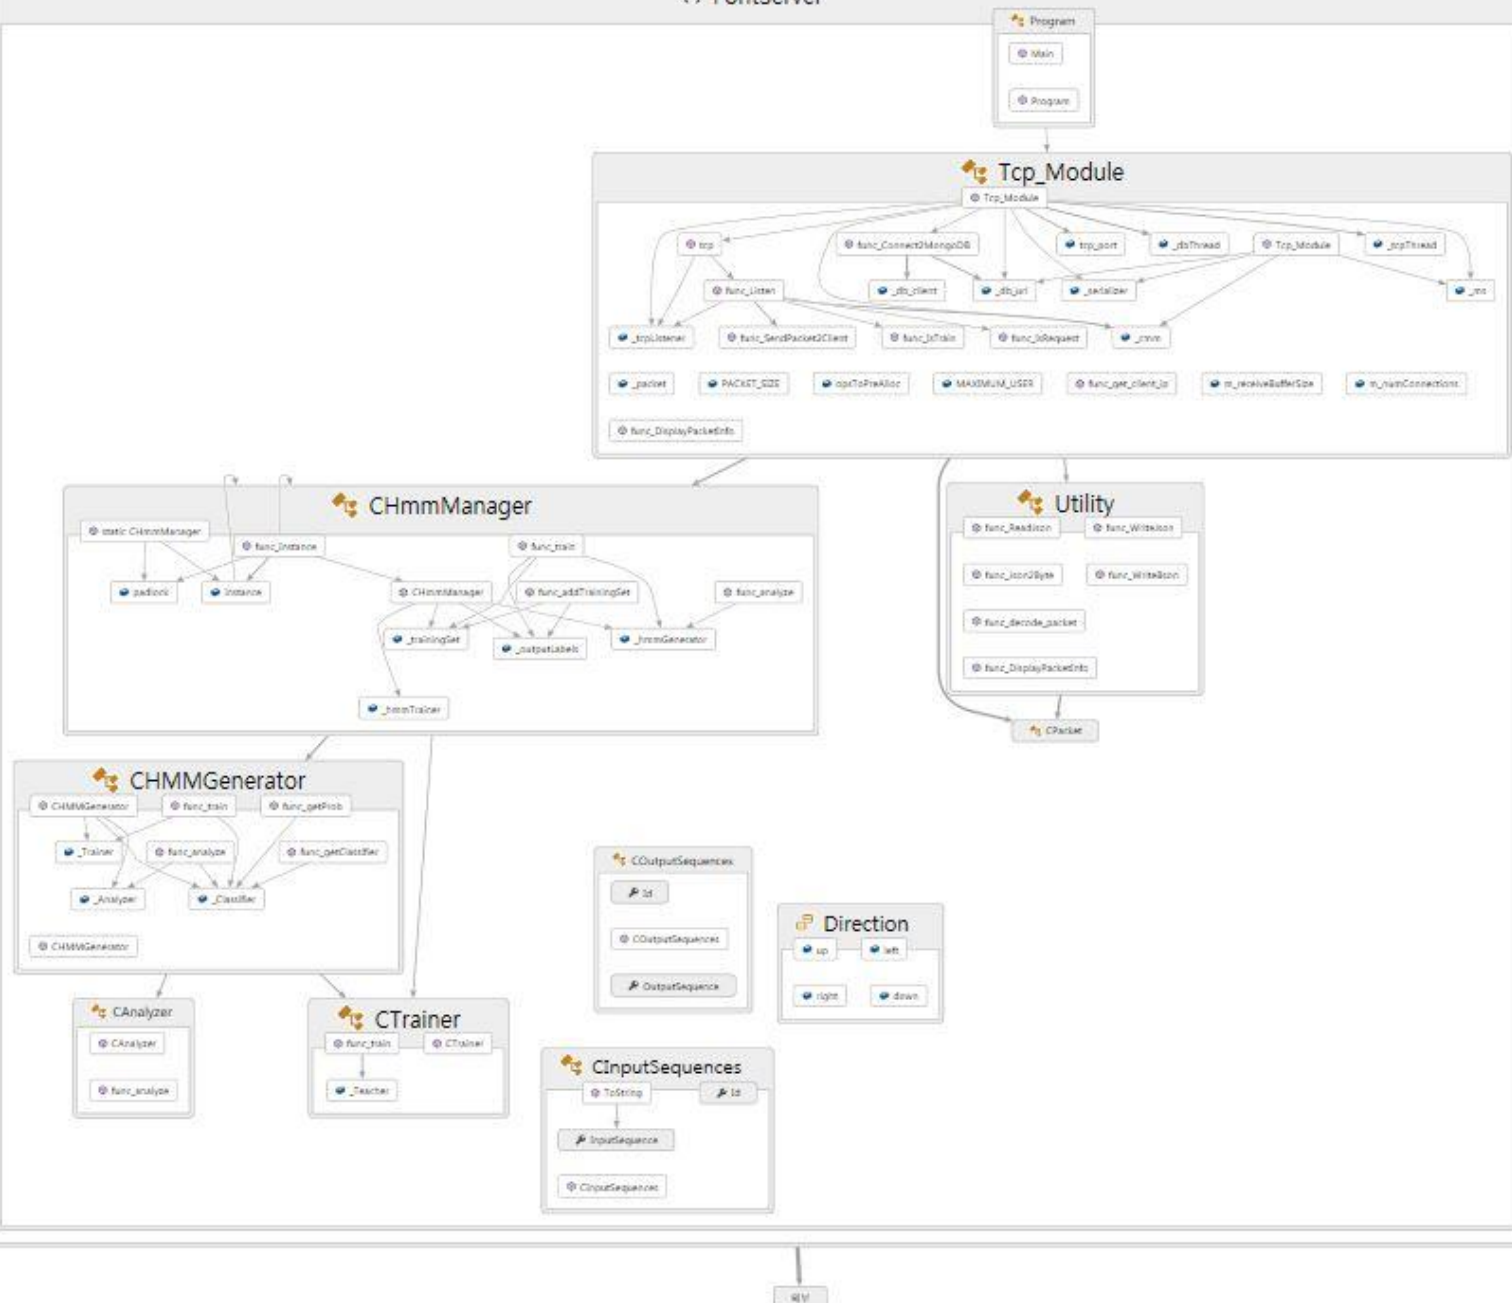 FontServer
Program
Main
Program
Tcp_Module
Tcp_Module
tcp
func_Connect2MongoDB
tcp_port
_dbThread
Tcp_Module
_tcpThread
func_Listen
_db_client
_db_url
_serializer
_ms
_tcpListener
func_SendPacket2Client
func_IsTrain
func_IsRequest
_packet
PACKET_SIZE
opsToPreAlloc
MAXIMUM_USER
func_get_client_ip
m_receiveBufferSize
m_numConnections
func_DisplayPacketInfo
CHmmManager
static CHmmManager
func_Instance
func_train
padlock
instance
CHmmManager
func_addTrainingSet
func_analyze
_trainingSet
_outputLabels
_hmmGenerator
_hmmTrainer
Utility
func_ReadJson
func_WriteJson
func_Json2Byte
func_WriteBson
func_decode_packet
func_DisplayPacketInfo
CPacket
CHMMGenerator
CHMMGenerator
func_train
func_getProb
_Trainer
func_analyze
func_getClassifier
_Analyzer
_Classifier
CHMMGenerator
CAnalyzer
CAnalyzer
func_analyze
CTrainer
func_train
CTrainer
_Teacher
COutputSequences
Id
COutputSequences
OutputSequence
Direction
up
left
right
down
CInputSequences
ToString
Id
InputSequence
CInputSequences
외부